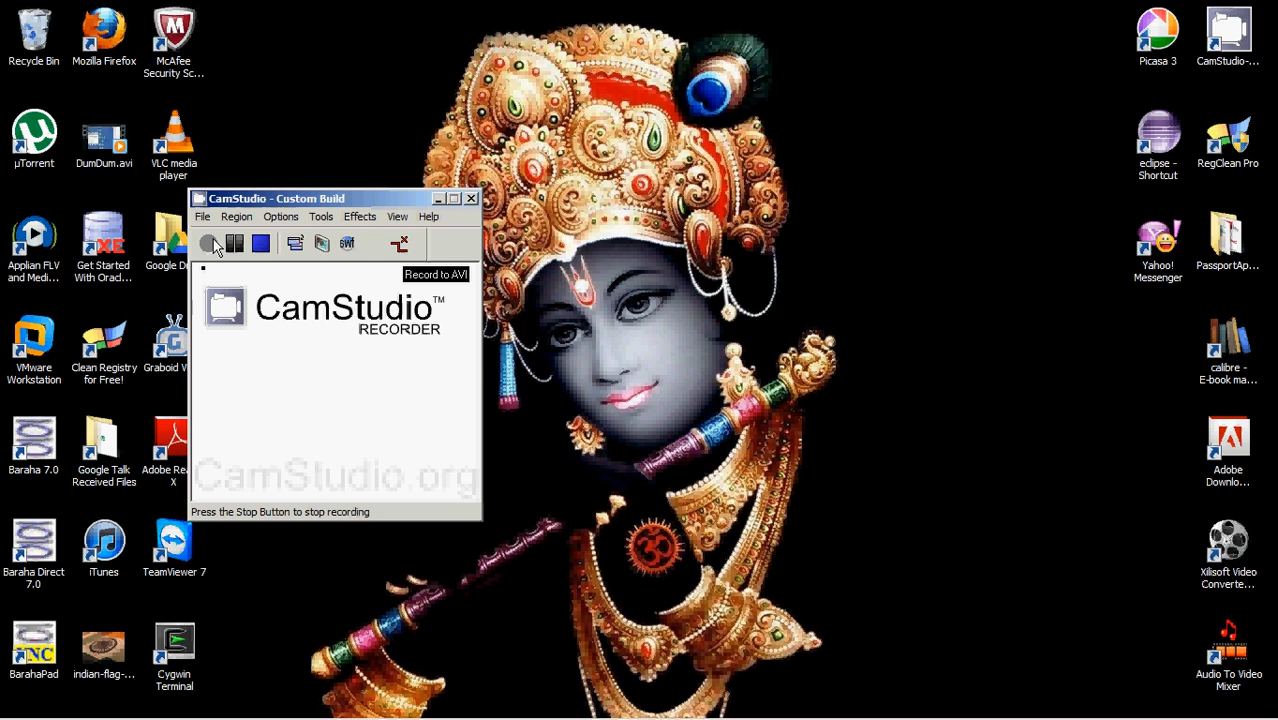 Recycle Bin
Mozilla Firefox
McAfee
Security Sc...
µTorrent
DumDum.avi
VLC media
player
Applian FLV
and Medi...
Get Started
With Orad...
Google Dr
VMware
Workstation
Clean Registry
for Free!
Graboid
Baraha 7.0
Google Talk
Received Files
Adobe Rea
X
Baraha Direct
7.0
iTunes
TeamViewer 7
UNC
BarahaPad
indian-flag-...
Cygwin
Terminal
CamStudio - Custom Build
File Region Options Tools Effects View Help
Record to AVI
CamStudio™
RECORDER
CamStudio.org
Press the Stop Button to stop recording
ॐ
Picasa 3
CamStudio-...
eclipse -
Shortcut
RegClean Pro
Yahoo!
Messenger
PassportAp...
calibre -
E-book ma...
Adobe
Downlo...
Xilisoft Video
Converte...
Audio To Video
Mixer